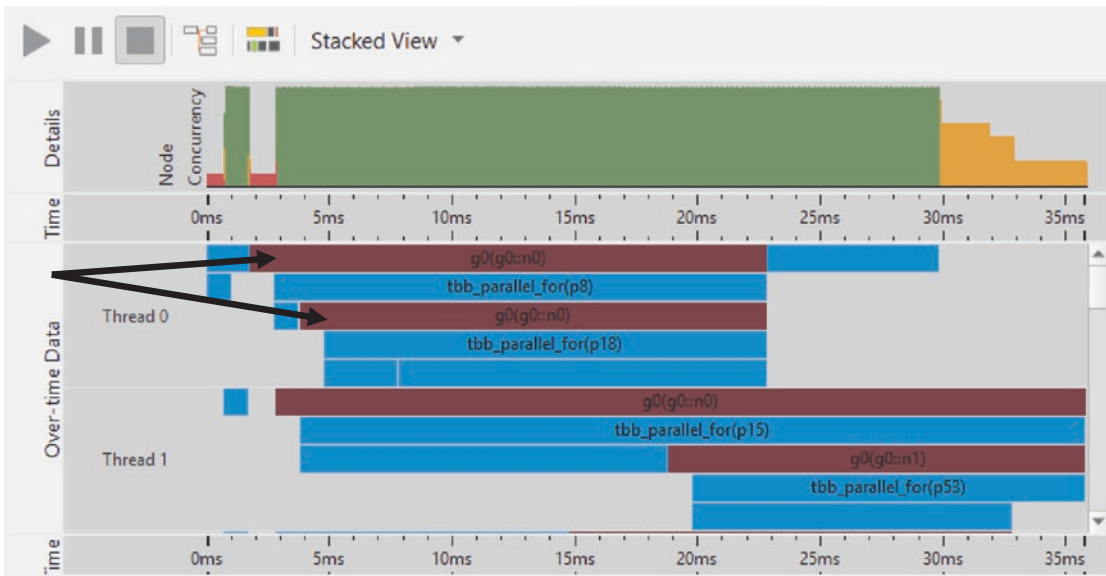 Stacked View
Details
Node
Concurrency
Time
0ms 5ms 10ms 15ms 20ms 25ms 30ms 35ms
Over-time Data
Thread 0
g0(g0::n0)
tbb_parallel_for(p8)
g0(g0::n0)
tbb_parallel_for(p18)
Thread 1
g0(g0::n0)
tbb_parallel_for(p15)
g0(g0::n1)
tbb_parallel_for(p53)
ime
0ms 5ms 10ms 15ms 20ms 25ms 30ms 35ms